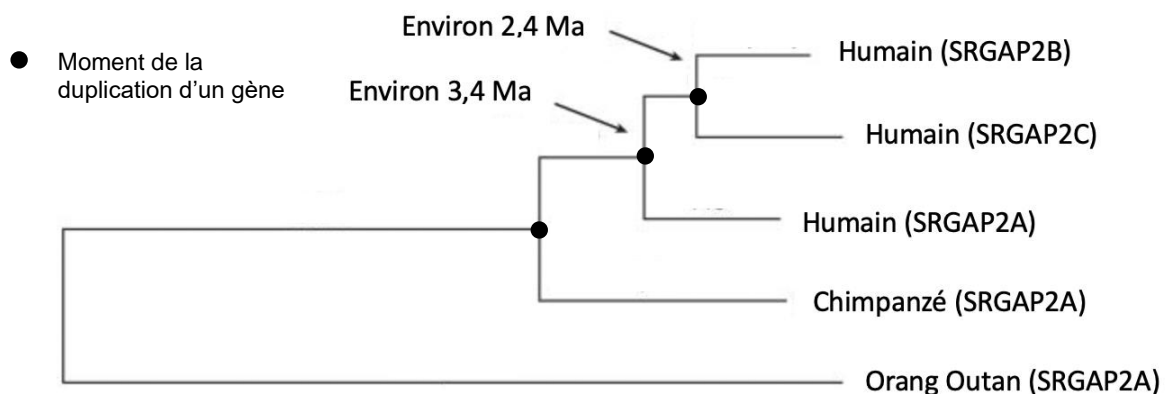 Environ 2,4 Ma
Humain (SRGAP2B)
Moment de la
duplication d'un gène
Environ 3,4 Ma
Humain (SRGAP2C)
Humain (SRGAP2A)
Chimpanzé (SRGAP2A)
Orang Outan (SRGAP2A)